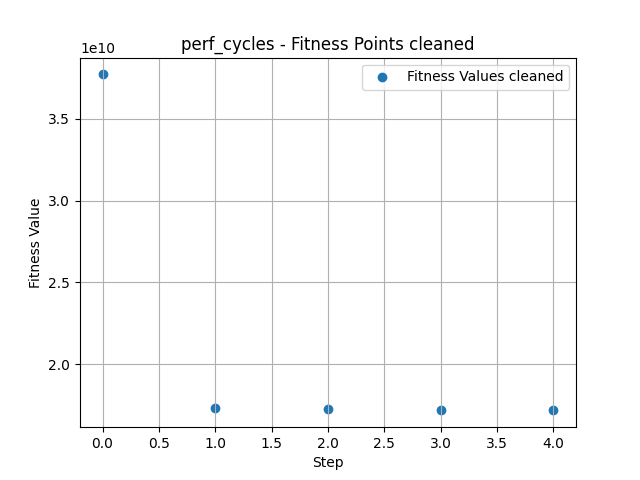 perf_cycles - Fitness Points cleaned
1e10
Fitness Values cleaned
3.5
3.0
2.5
2.0
Fitness Value
0.0 0.5 1.0 1.5 2.0 2.5 3.0 3.5 4.0
Step